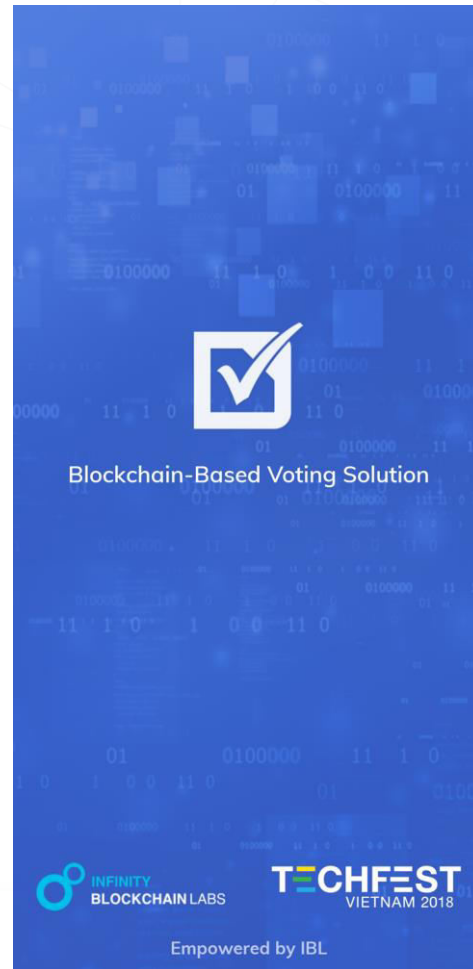 Blockchain-Based Voting Solution
INFINITY
BLOCKCHAIN LABS
TECHFEST
VIETNAM 2018
Empowered by IBL